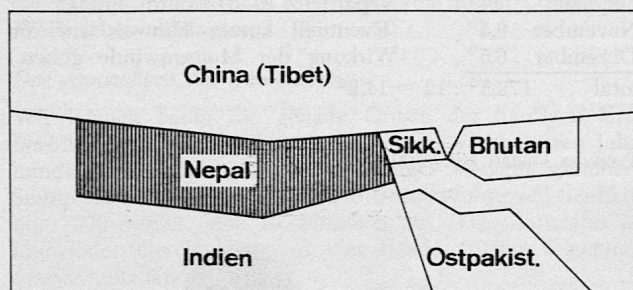 China (Tibet)
Nepal
Sikk.
Bhutan
Indien
Ostpakist.